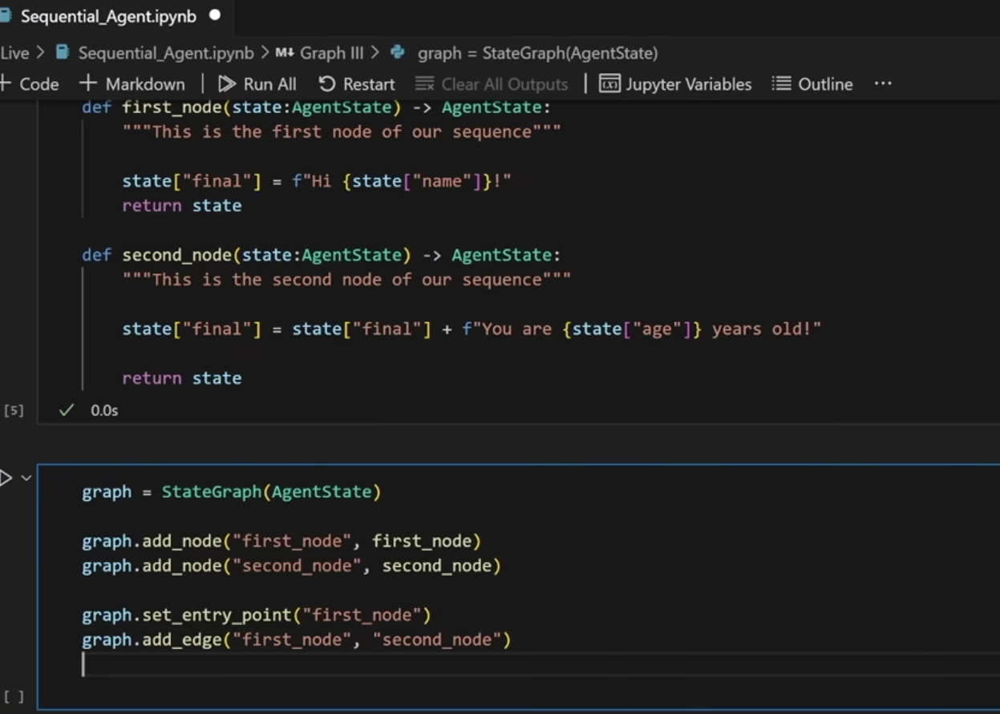 Sequential_Agent.ipynb
Live > Sequential_Agent.ipynb > M↓ Graph III > graph = StateGraph(AgentState)
+ Code + Markdown | Run All Restart Clear All Outputs | Jupyter Variables Outline ...
def first_node(state:AgentState) -> AgentState:
"""This is the first node of our sequence"""
state["final"] = f"Hi {state["name"]}!"
return state
def second_node(state:AgentState) -> AgentState:
"""This is the second node of our sequence"""
state["final"] = state["final"] + f"You are {state["age"]} years old!"
return state
[5] ✓ 0.0s
graph = StateGraph(AgentState)
graph.add_node("first_node", first_node)
graph.add_node("second_node", second_node)
graph.set_entry_point("first_node")
graph.add_edge("first_node", "second_node")
[ ]